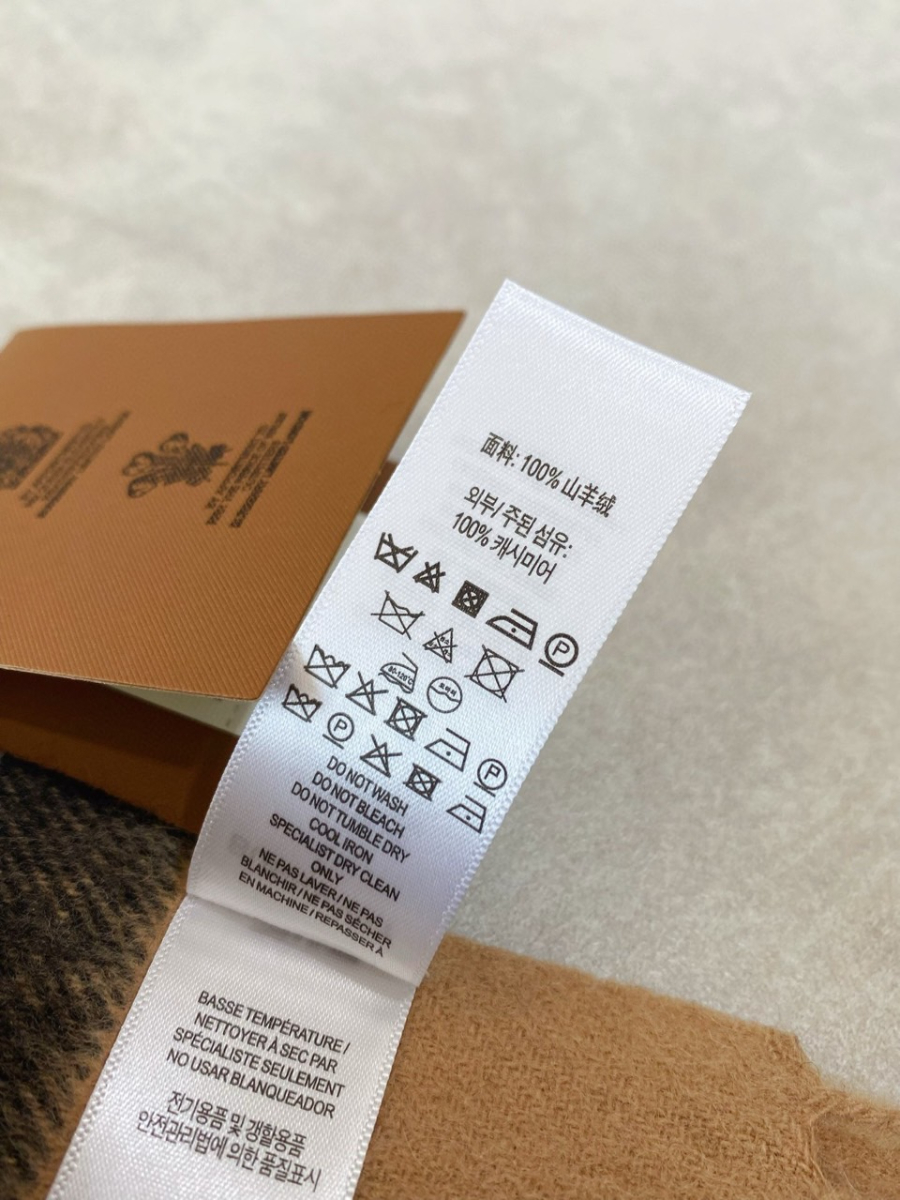 面料: 100% 山羊绒
외부/ 주된 섬유:
100% 캐시미어
P
P
P
DO NOT WASH
DO NOT BLEACH
DO NOT TUMBLE DRY
COOL IRON
SPECIALIST DRY CLEAN
ONLY
NE PAS LAVER / NE PAS
BLANCHIR / NE PAS SÉCHER
EN MACHINE / REPASSER À
BASSE TEMPÉRATURE /
NETTOYER À SEC PAR
SPÉCIALISTE SEULEMENT
NO USAR BLANQUEADOR
전기용품 및 갱활용품
안전관리법에 의한 품질표시